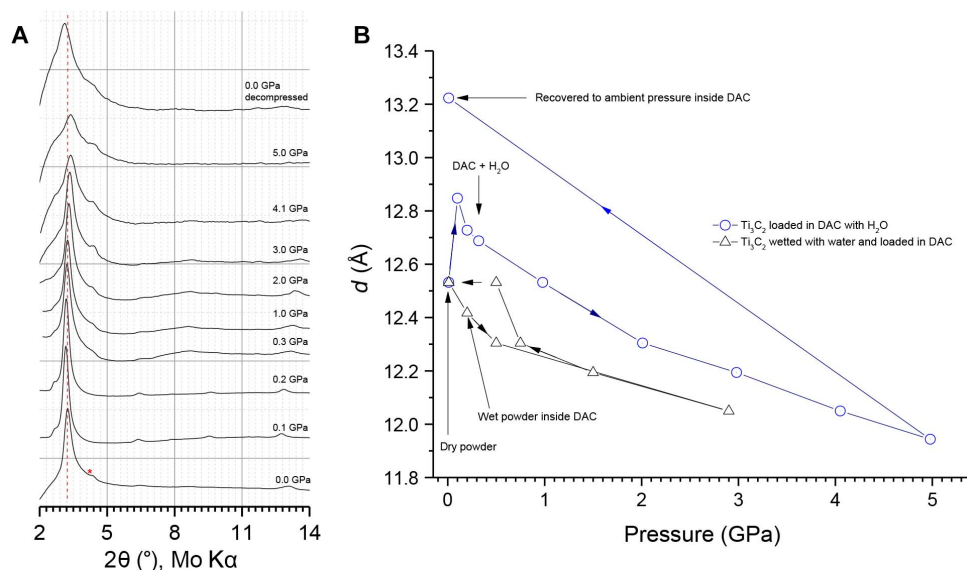 A
0.0 GPa
decompressed
5.0 GPa
4.1 GPa
3.0 GPa
2.0 GPa
1.0 GPa
0.3 GPa
0.2 GPa
0.1 GPa
*
0.0 GPa
2 6 10 14
2θ (°), Mo Kα
B
13.4
13.2
13.0
12.8
12.6
12.4
12.2
12.0
11.8
d (Å)
Recovered to ambient pressure inside DAC
DAC + H₂O
Ti₃C₂ loaded in DAC with H₂O
Ti₃C₂ wetted with water and loaded in DAC
Wet powder inside DAC
Dry powder
0 1 2 3 4 5
Pressure (GPa)